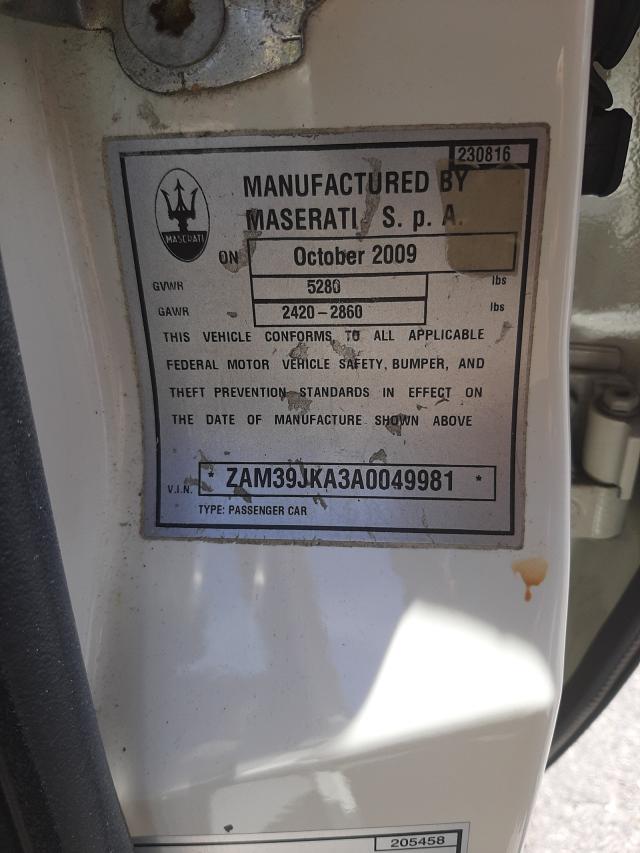 230816
MANUFACTURED BY
MASERATI S. p. A.
MASERATI
ON October 2009
GVWR 5280 lbs
GAWR 2420-2860 lbs
THIS VEHICLE CONFORMS TO ALL APPLICABLE
FEDERAL MOTOR VEHICLE SAFETY, BUMPER, AND
THEFT PREVENTION STANDARDS IN EFFECT ON
THE DATE OF MANUFACTURE SHOWN ABOVE
V.I.N. * ZAM39JKA3A0049981 *
TYPE: PASSENGER CAR
205458